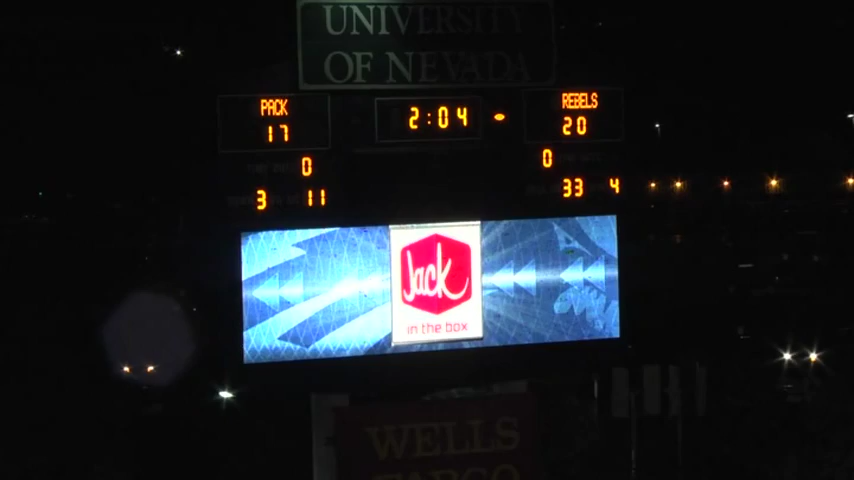 UNIVERSITY
OF NEVADA
PACK 2:04 REBELS
17 20
0 0
3 11 33 4
Jack
in the box
WELLS
FARGO